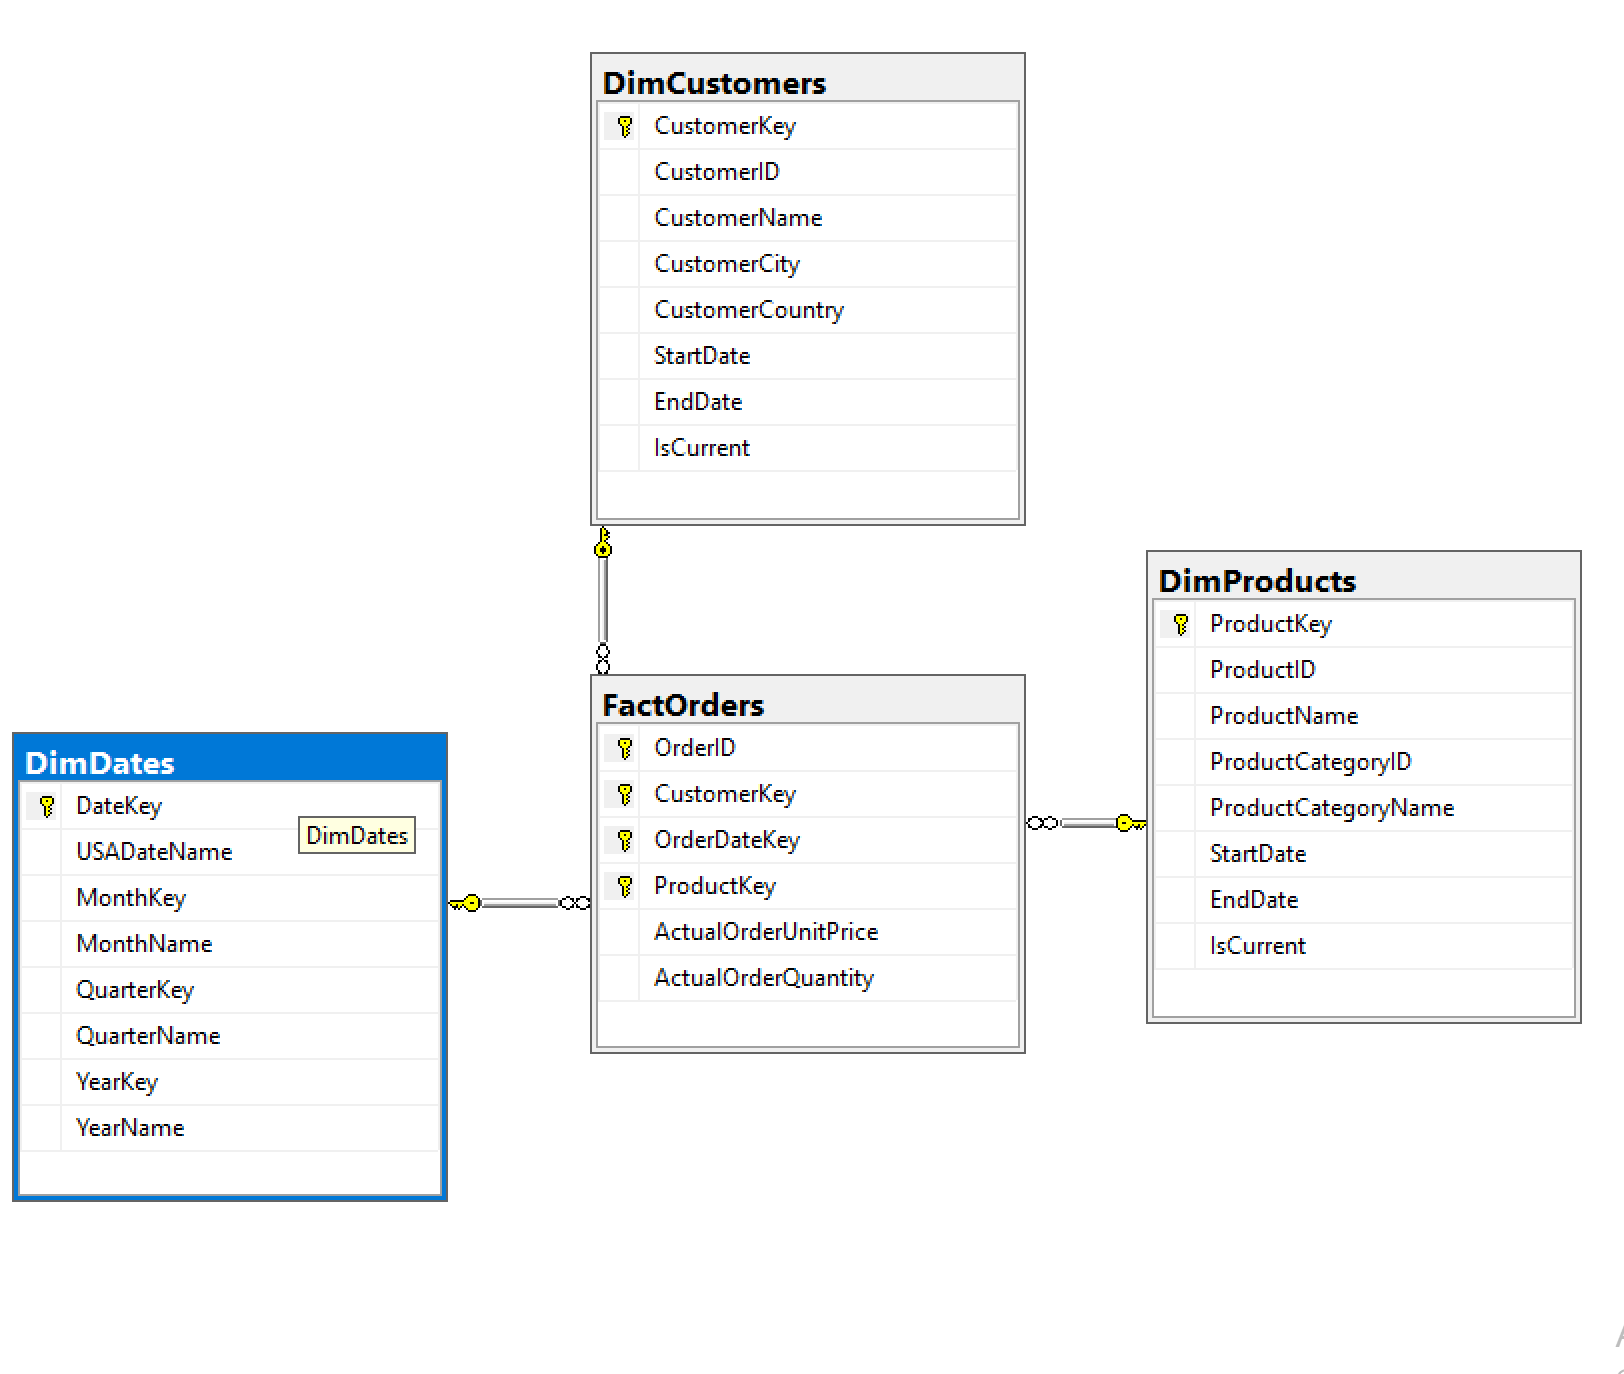 DimCustomers
CustomerKey
CustomerID
CustomerName
CustomerCity
CustomerCountry
StartDate
EndDate
IsCurrent
DimProducts
ProductKey
ProductID
ProductName
ProductCategoryID
ProductCategoryName
StartDate
EndDate
IsCurrent
FactOrders
OrderID
CustomerKey
OrderDateKey
ProductKey
ActualOrderUnitPrice
ActualOrderQuantity
DimDates
DateKey
DimDates
USADateName
MonthKey
MonthName
QuarterKey
QuarterName
YearKey
YearName